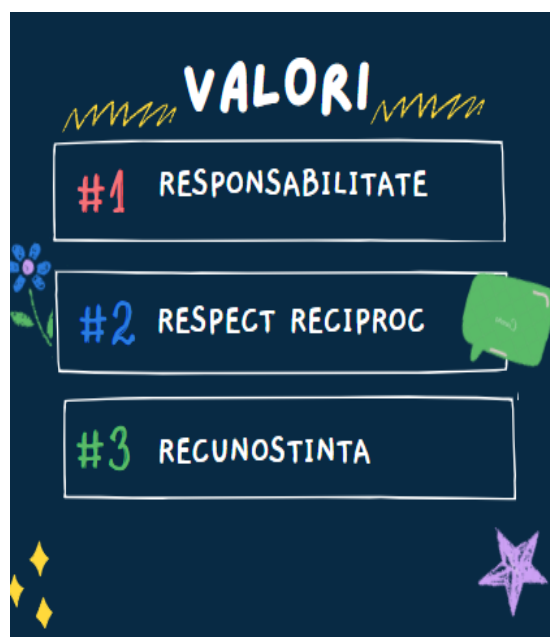 VALORI
#1 RESPONSABILITATE
#2 RESPECT RECIPROC
#3 RECUNOSTINTA